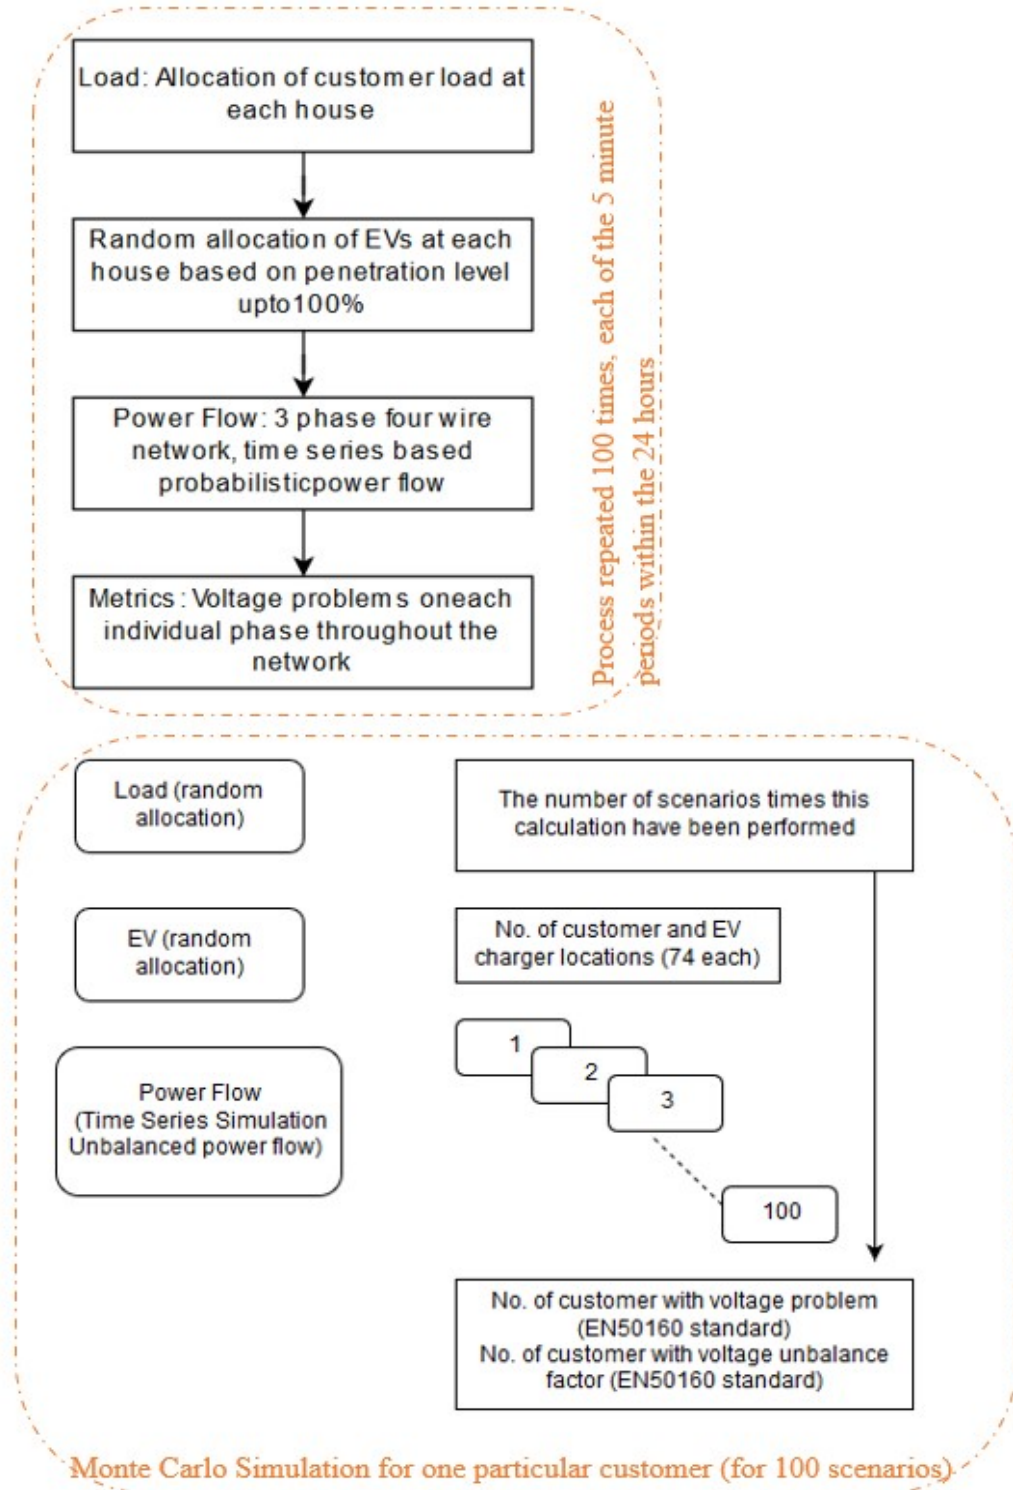 Load: Allocation of customer load at
each house
Random allocation of EVs at each
house based on penetration level
upto100%
Power Flow: 3 phase four wire
network, time series based
probabilisticpower flow
Metrics: Voltage problems oneach
individual phase throughout the
network
Process repeated 100 times, each of the 5 minute
periods within the 24 hours
Load (random
allocation)
EV (random
allocation)
Power Flow
(Time Series Simulation
Unbalanced power flow)
The number of scenarios times this
calculation have been performed
No. of customer and EV
charger locations (74 each)
1
2
3
100
No. of customer with voltage problem
(EN50160 standard)
No. of customer with voltage unbalance
factor (EN50160 standard)
Monte Carlo Simulation for one particular customer (for 100 scenarios)